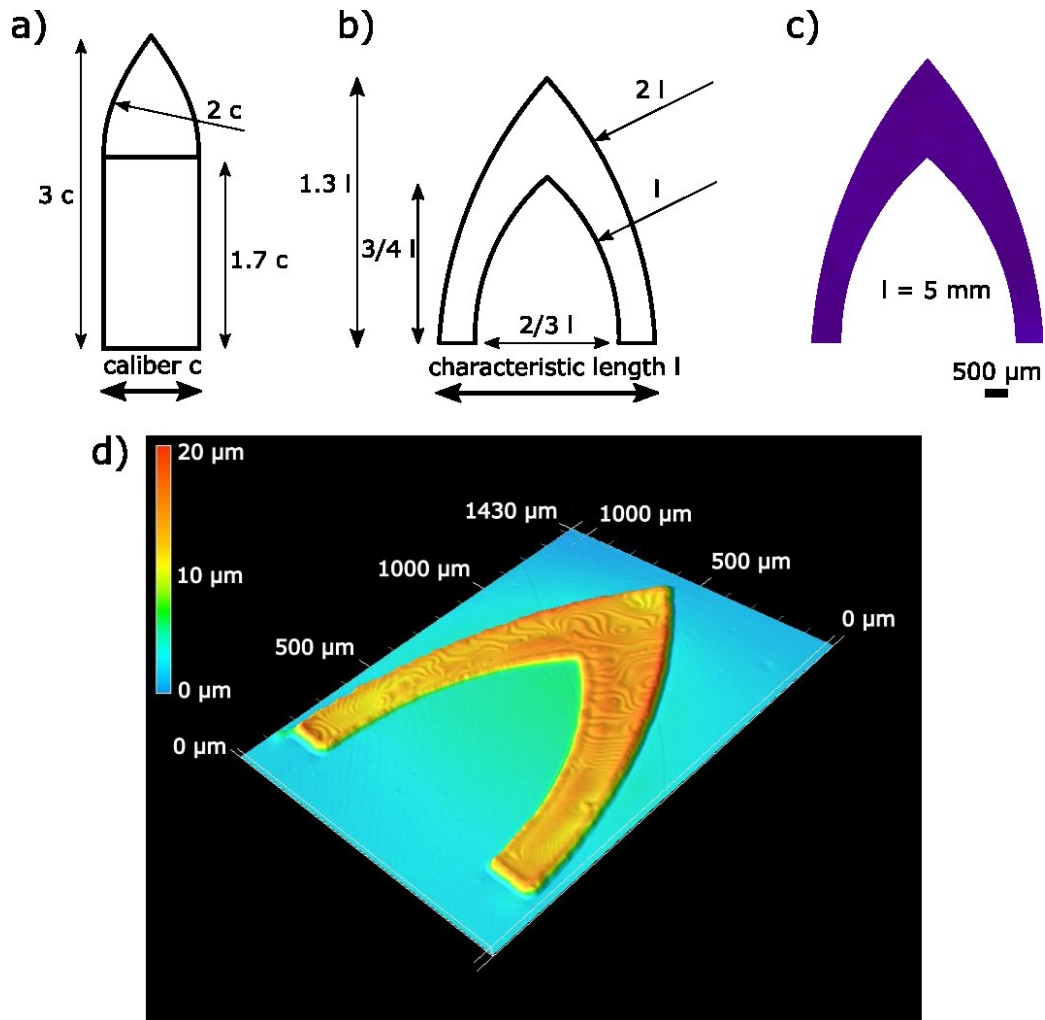 a)
2 c
3 c
1.7 c
caliber c
b)
2 l
1.3 l
l
3/4 l
2/3 l
characteristic length l
c)
l = 5 mm
500 µm
d)
20 µm
10 µm
0 µm
1430 µm
1000 µm
1000 µm
500 µm
500 µm
0 µm
0 µm